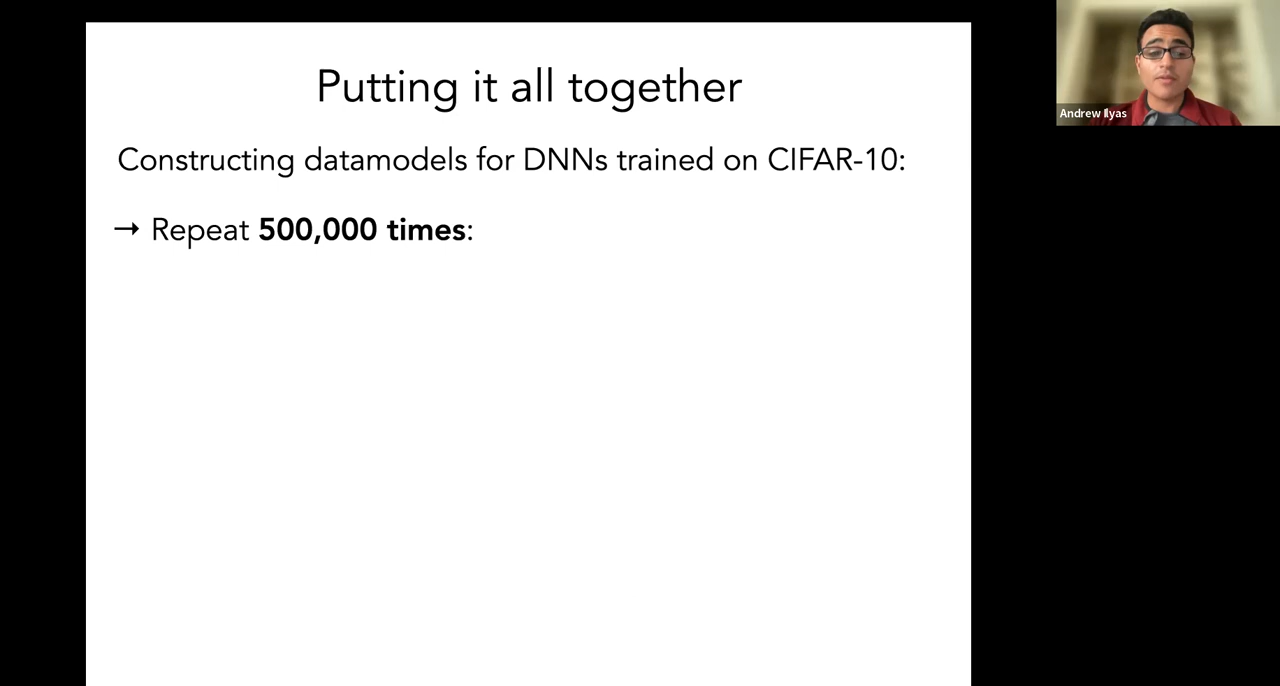 Putting it all together
Constructing datamodels for DNNs trained on CIFAR-10:
→ Repeat 500,000 times:
Andrew Ilyas